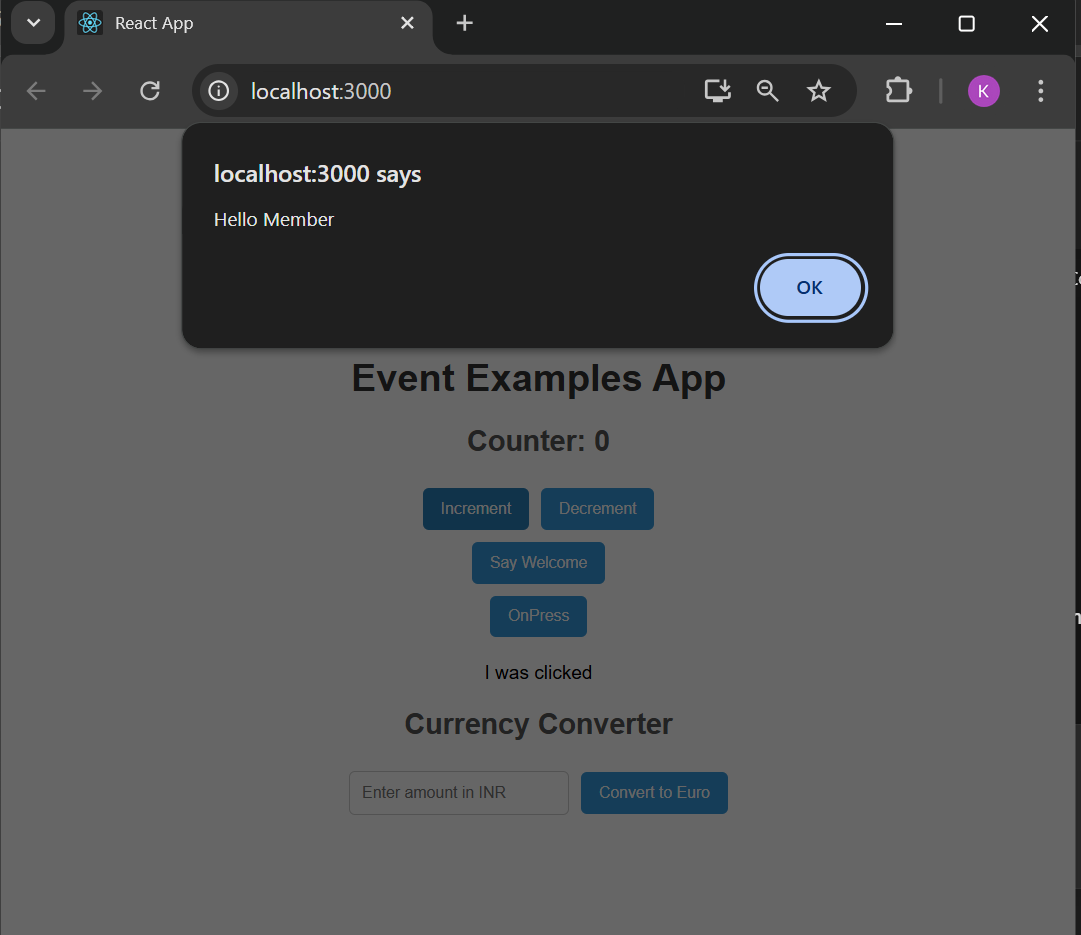 React App
localhost:3000
K
localhost:3000 says
Hello Member
OK
Event Examples App
Counter: 0
Increment Decrement
Say Welcome
OnPress
I was clicked
Currency Converter
Enter amount in INR Convert to Euro